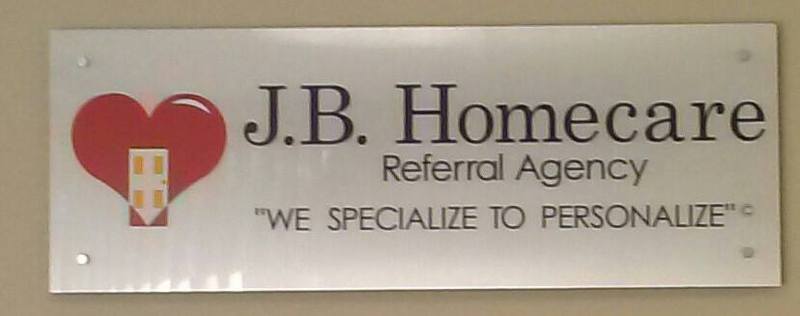 J.B. Homecare
Referral Agency
"WE SPECIALIZE TO PERSONALIZE" ©